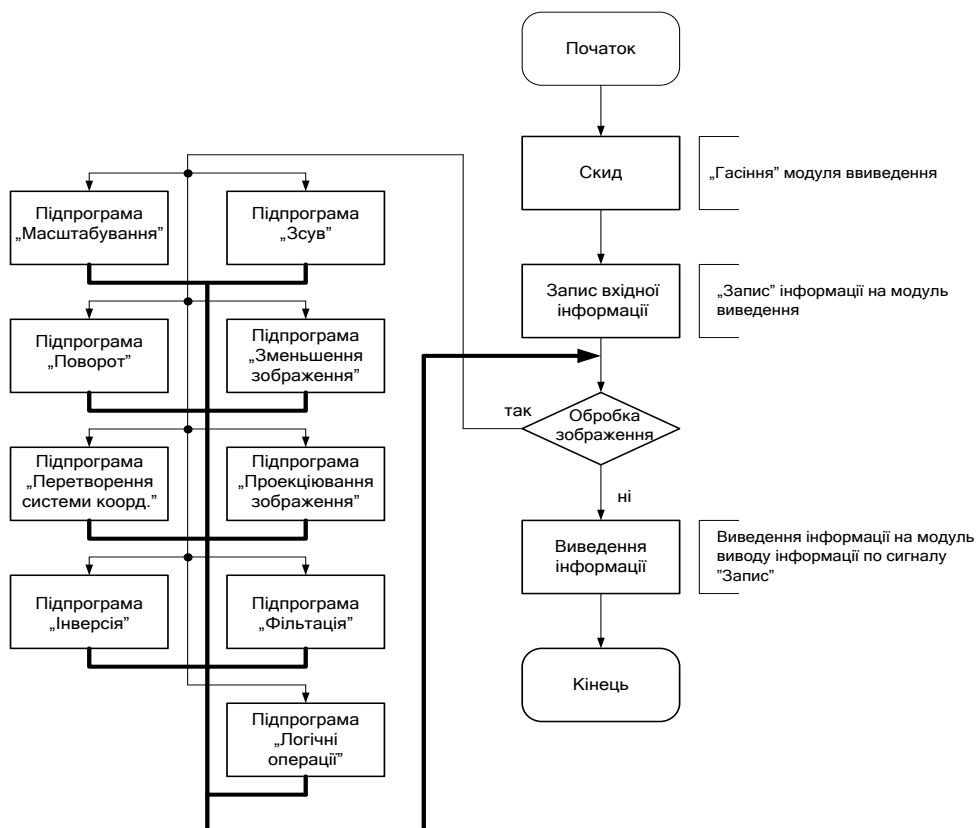 Початок
Скид
„Гасіння” модуля ввиведення
Запис вхідної
інформації
„Запис” інформації на модуль
виведення
так
Обробка
зображення
ні
Виведення
інформації
Виведення інформації на модуль
виводу інформації по сигналу
”Запис”
Кінець
Підпрограма
„Масштабування”
Підпрограма
„Зсув”
Підпрограма
„Поворот”
Підпрограма
„Зменьшення
зображення”
Підпрограма
„Перетворення
системи коорд.”
Підпрограма
„Проекціювання
зображення”
Підпрограма
„Інверсія”
Підпрограма
„Фільтація”
Підпрограма
„Логічні
операції”